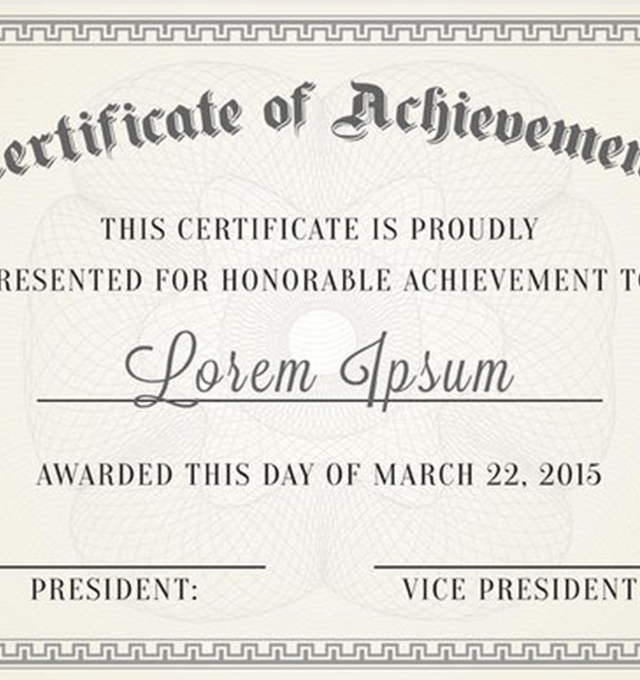 ertificate of Achievemen
THIS CERTIFICATE IS PROUDLY
RESENTED FOR HONORABLE ACHIEVEMENT TO
Lorem Ipsum
AWARDED THIS DAY OF MARCH 22, 2015
PRESIDENT:
VICE PRESIDENT